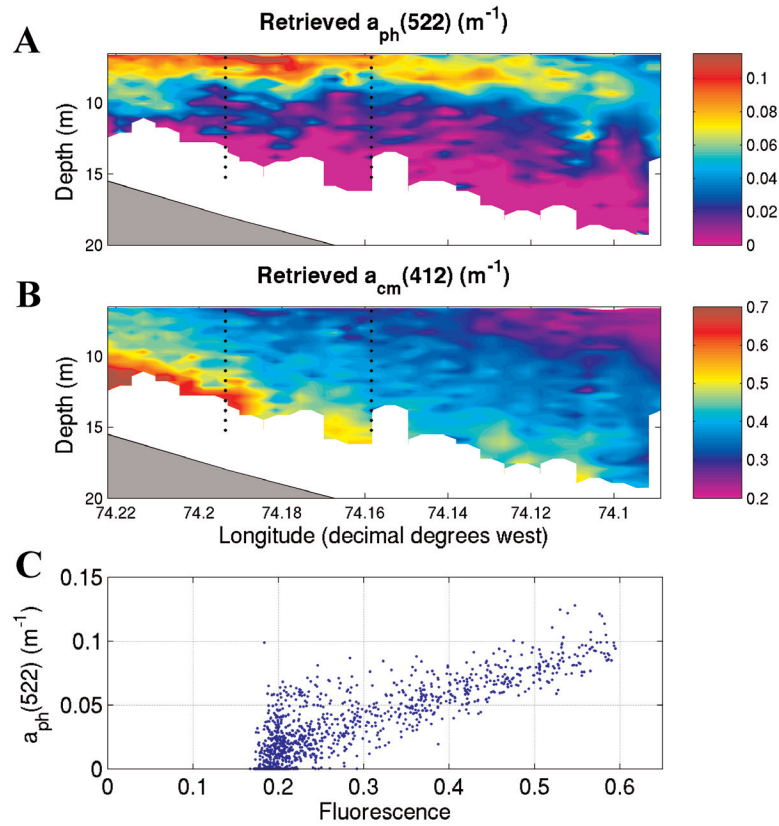 A
Retrieved a_ph(522) (m⁻¹)
Depth (m)
10
15
20
0.1
0.08
0.06
0.04
0.02
0
B
Retrieved a_cm(412) (m⁻¹)
Depth (m)
10
15
20
0.7
0.6
0.5
0.4
0.3
0.2
74.22 74.2 74.18 74.16 74.14 74.12 74.1
Longitude (decimal degrees west)
C
a_ph(522) (m⁻¹)
0.15
0.1
0.05
0
0 0.1 0.2 0.3 0.4 0.5 0.6
Fluorescence